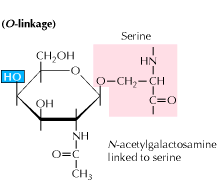 (O-linkage)
Serine
CH₂OH
HN
HO
O
O—CH₂—CH
OH
C=O
NH
O=C
CH₃
N-acetylgalactosamine
linked to serine